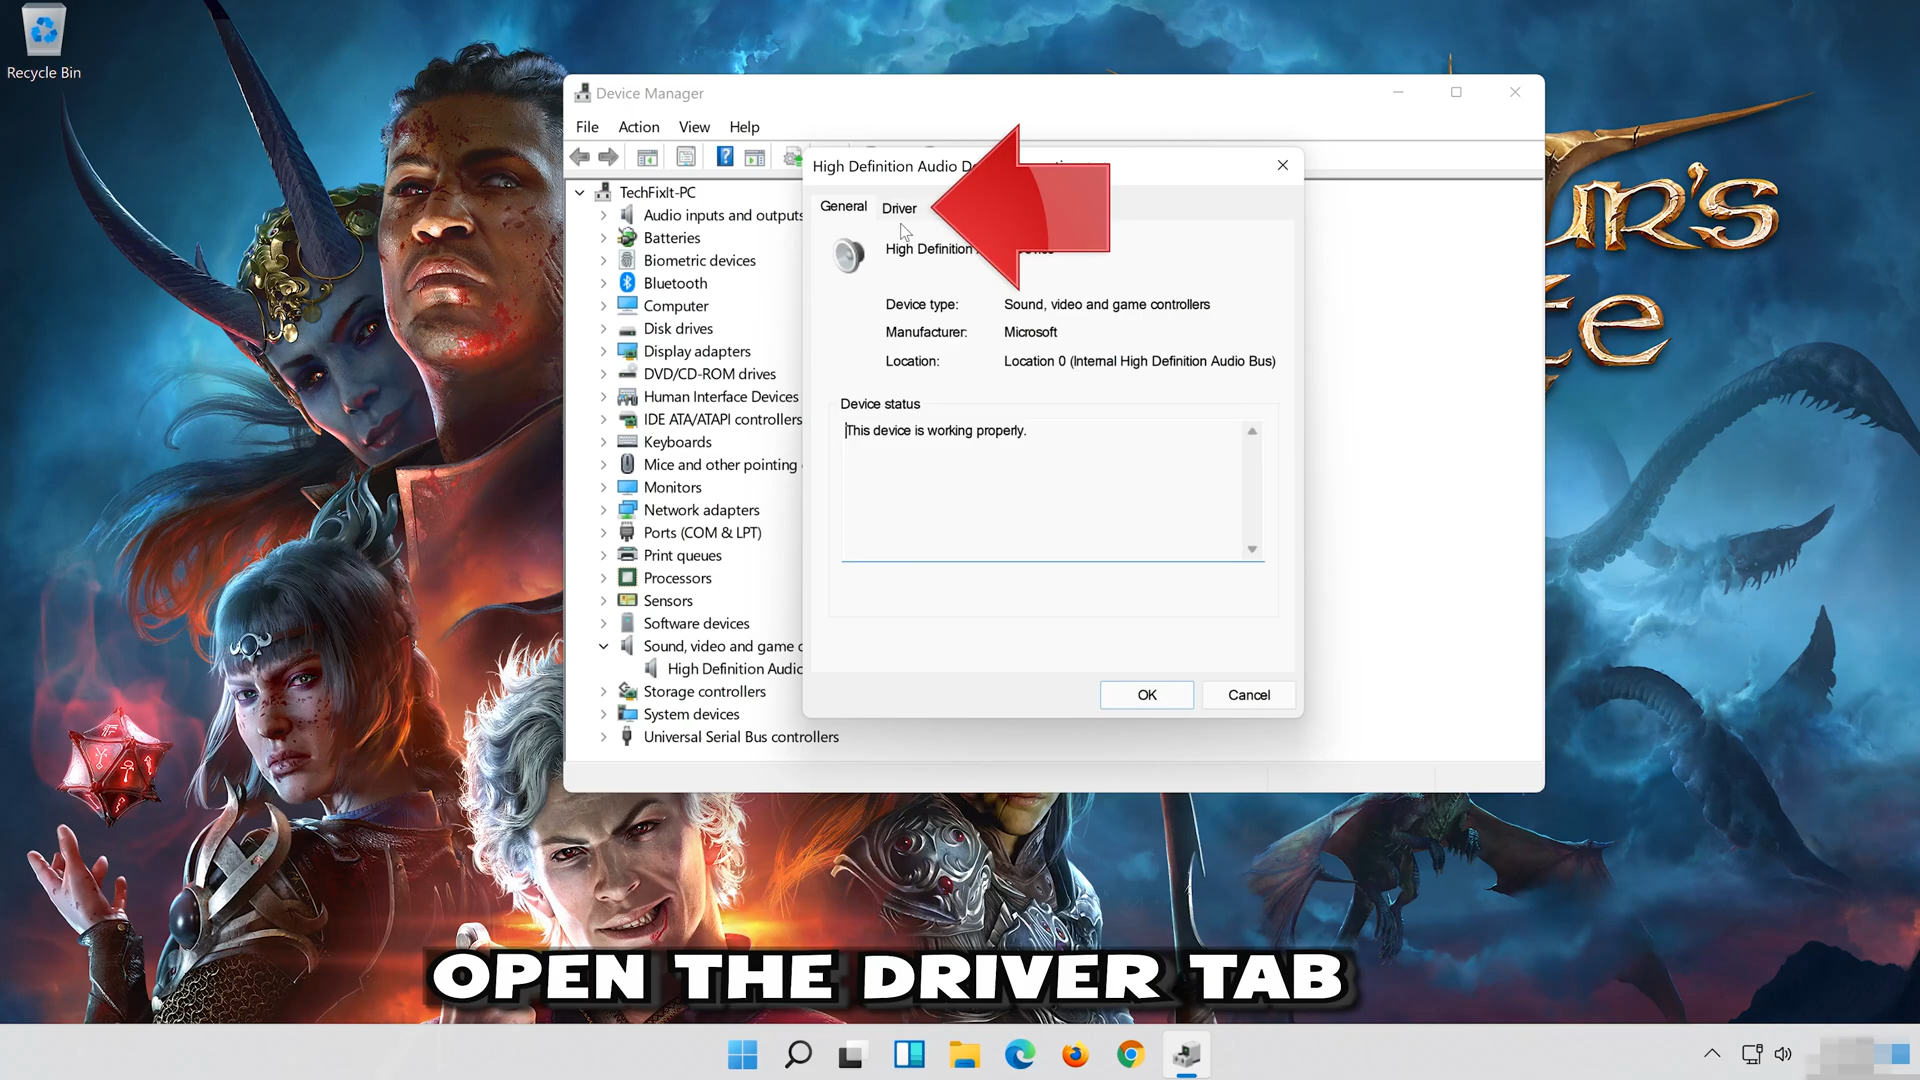 Recycle Bin
Device Manager
File Action View Help
High Definition Audio
General Driver
High Definition
TechFixIt-PC
Audio inputs and outputs
Batteries
Biometric devices
Bluetooth
Computer
Disk drives
Display adapters
DVD/CD-ROM drives
Human Interface Devices
IDE ATA/ATAPI controllers
Keyboards
Mice and other pointing
Monitors
Network adapters
Ports (COM & LPT)
Print queues
Processors
Sensors
Software devices
Sound, video and game c
High Definition Audio
Storage controllers
System devices
Universal Serial Bus controllers
Device type: Sound, video and game controllers
Manufacturer: Microsoft
Location: Location 0 (Internal High Definition Audio Bus)
Device status
This device is working properly.
OK Cancel
UR'S
te
OPEN THE DRIVER TAB